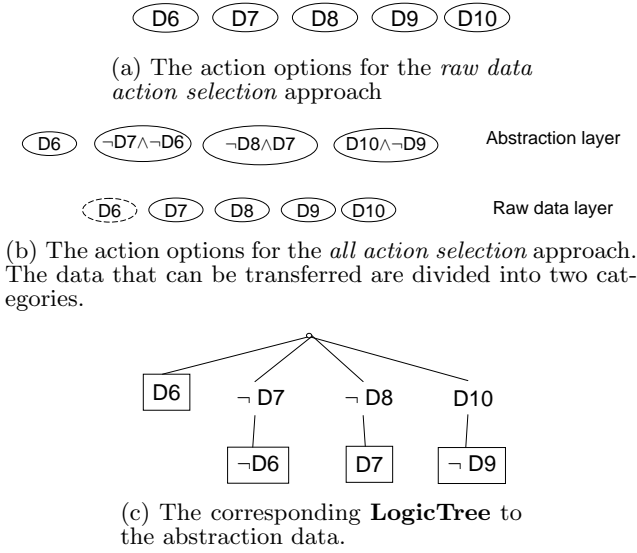 D6 D7 D8 D9 D10
(a) The action options for the raw data
action selection approach
D6 ¬D7∧¬D6 ¬D8∧D7 D10∧¬D9 Abstraction layer
D6 D7 D8 D9 D10 Raw data layer
(b) The action options for the all action selection approach.
The data that can be transferred are divided into two cat-
egories.
D6 ¬ D7 ¬ D8 D10
¬D6 D7 ¬ D9
(c) The corresponding LogicTree to
the abstraction data.